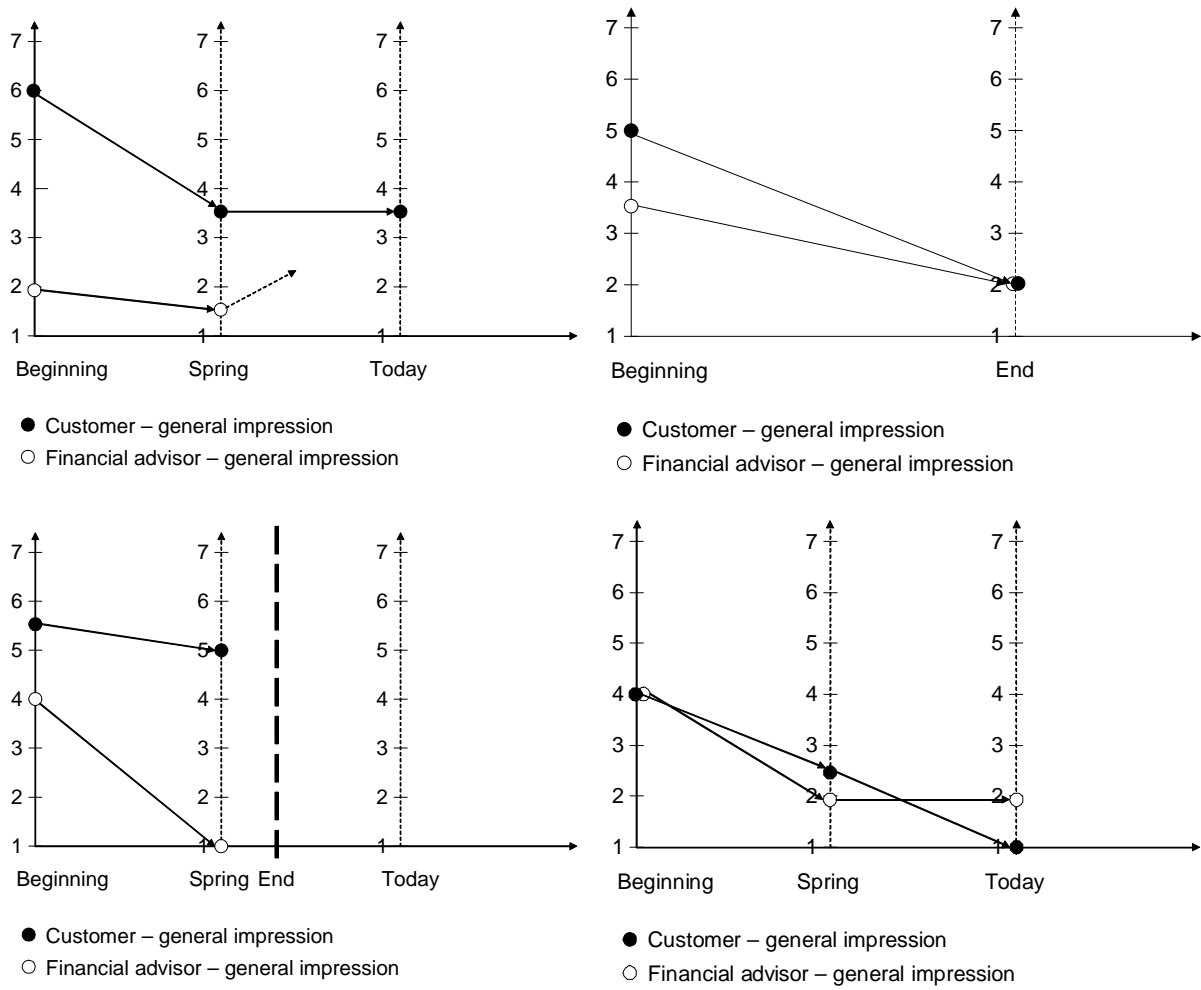 7 7 7
6 6 6
5 5 5
4 4 4
3 3 3
2 2 2
1 1 1
Beginning Spring Today
● Customer – general impression
○ Financial advisor – general impression
7 7
6 6
5 5
4 4
3 3
2 2
1 1
Beginning End
● Customer – general impression
○ Financial advisor – general impression
7 7 7
6 6 6
5 5 5
4 4 4
3 3 3
2 2 2
1 1 1
Beginning Spring End Today
● Customer – general impression
○ Financial advisor – general impression
7 7 7
6 6 6
5 5 5
4 4 4
3 3 3
2 2 2
1 1 1
Beginning Spring Today
● Customer – general impression
○ Financial advisor – general impression